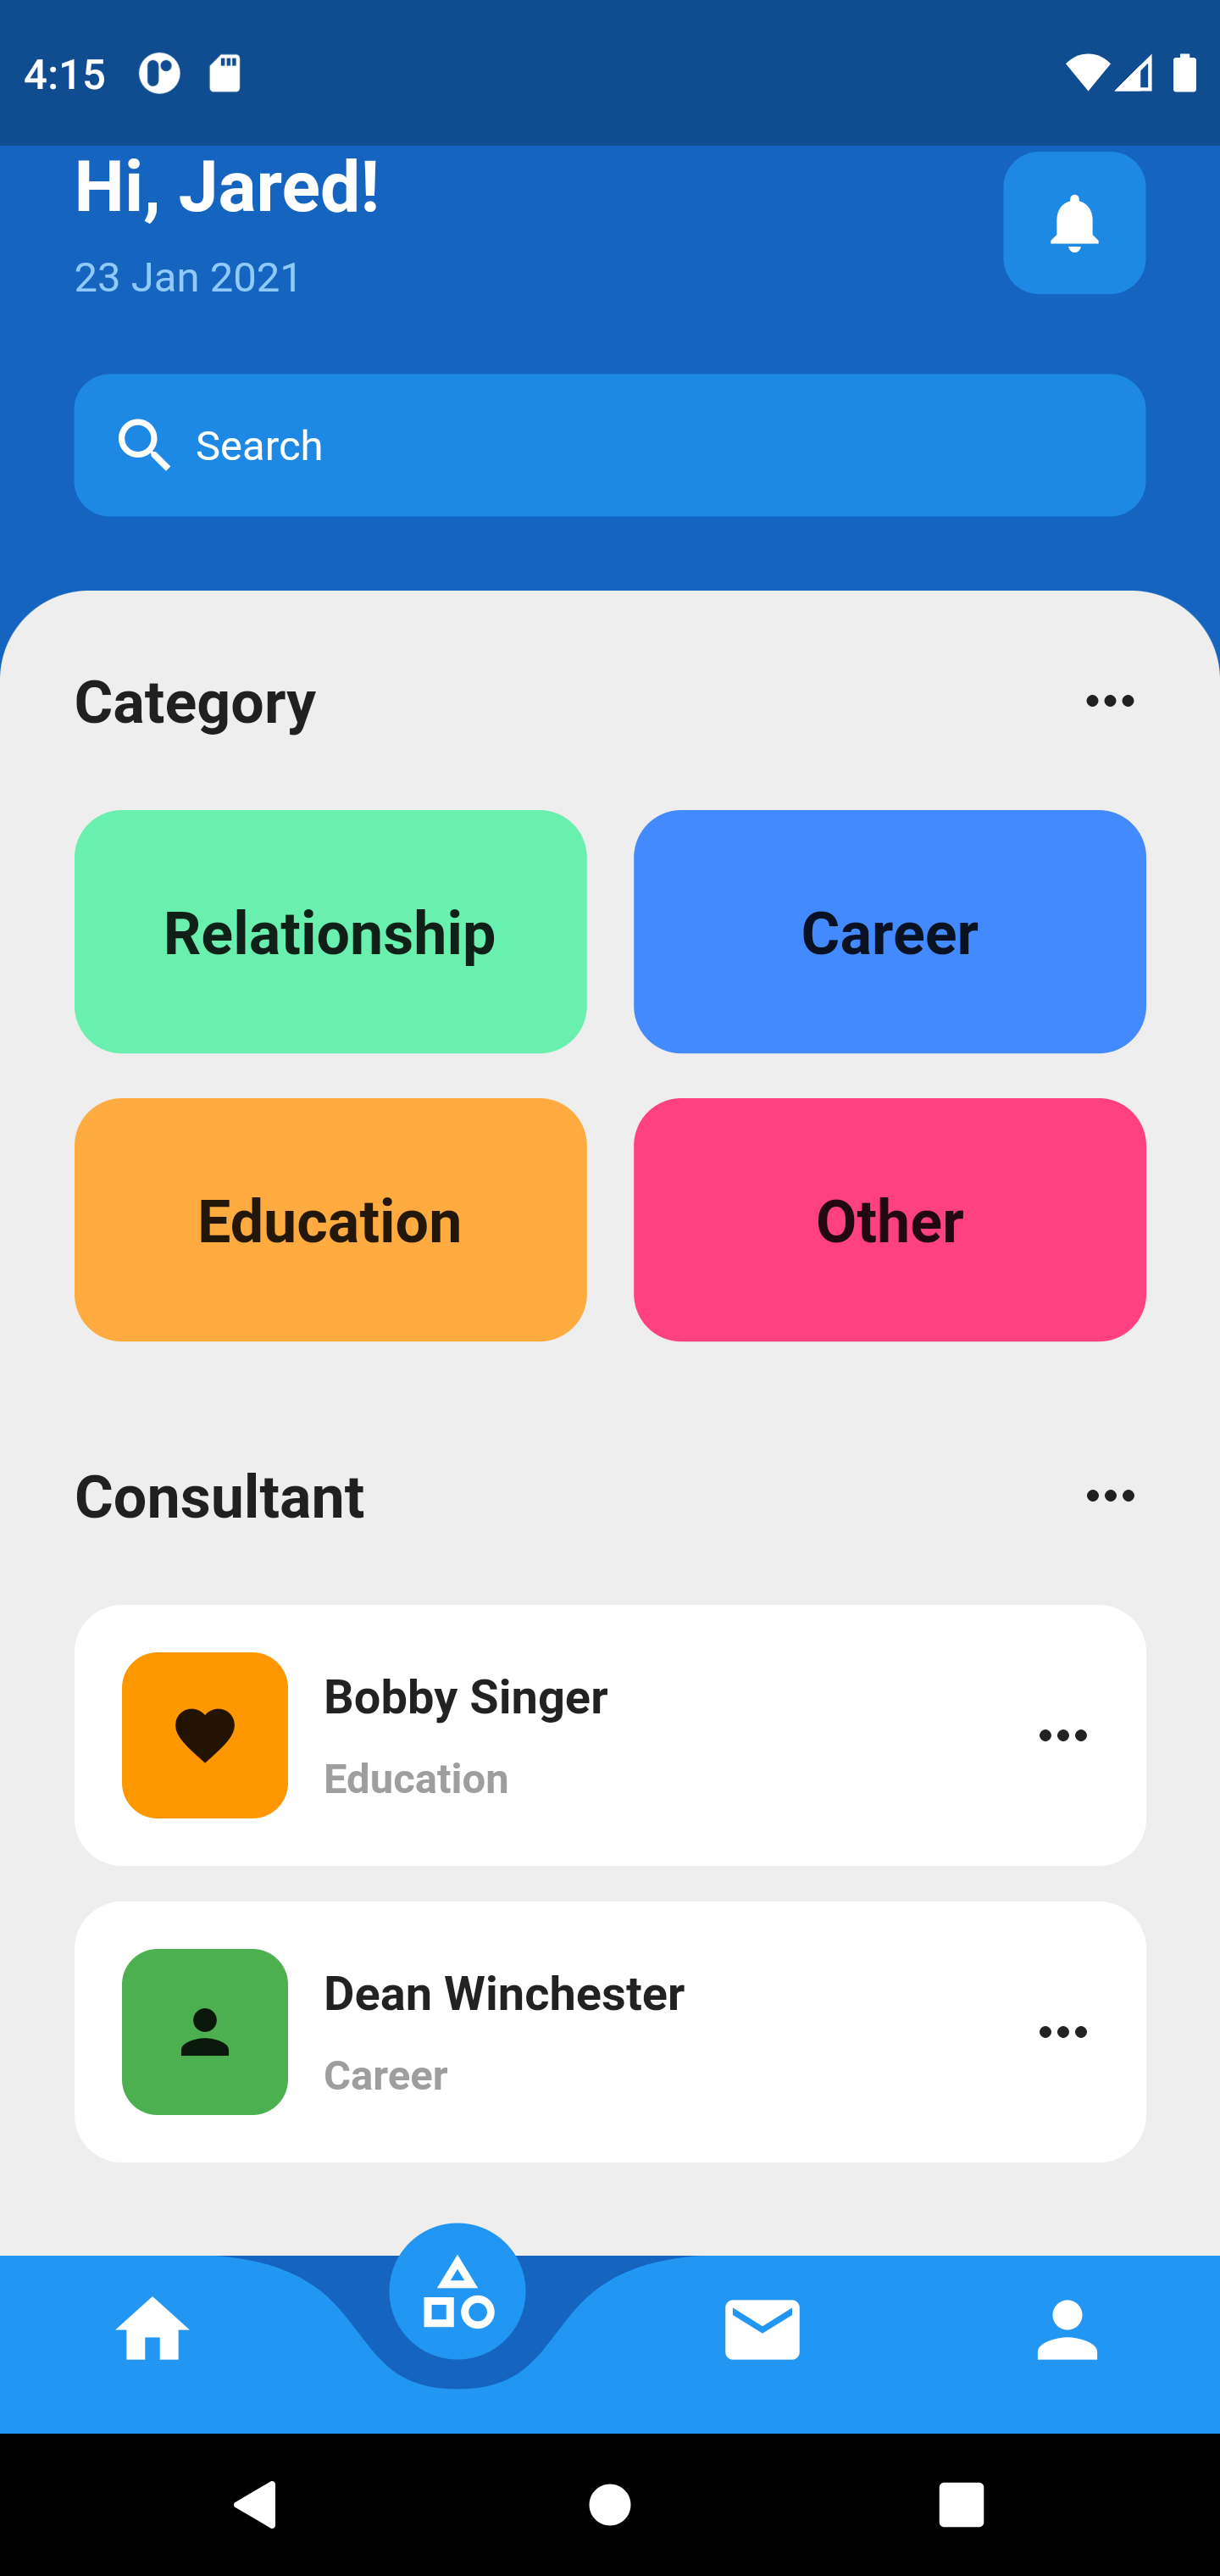 4:15
Hi, Jared!
23 Jan 2021
Search
Category
Relationship
Career
Education
Other
Consultant
Bobby Singer
Education
Dean Winchester
Career